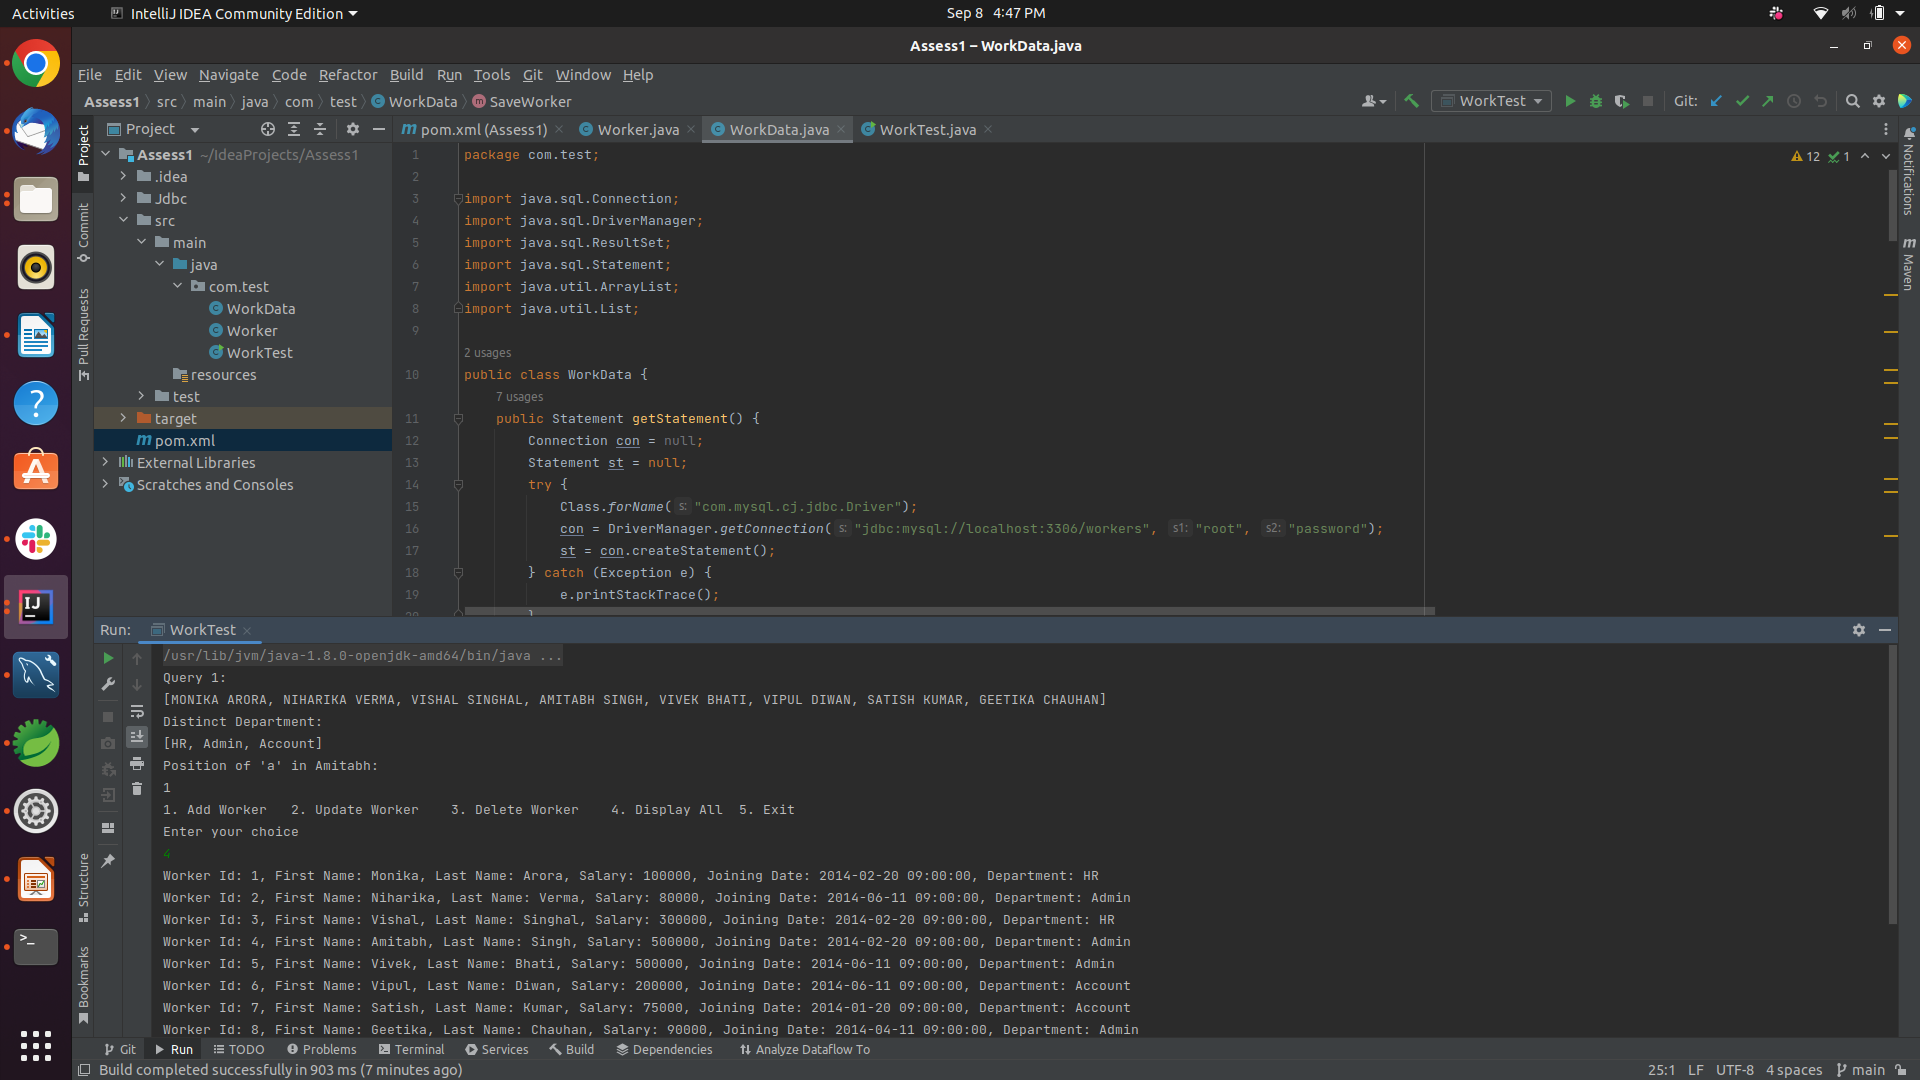 Activities
IntelliJ IDEA Community Edition
Sep 8 4:47 PM
Assess1 – WorkData.java
File Edit View Navigate Code Refactor Build Run Tools Git Window Help
Assess1 src main java com test WorkData SaveWorker
WorkTest
Git:
Project
pom.xml (Assess1)
Worker.java
WorkData.java
WorkTest.java
Project
Commit
Pull Requests
Structure
Bookmarks
Assess1 ~/IdeaProjects/Assess1
.idea
Jdbc
src
main
java
com.test
WorkData
Worker
WorkTest
resources
test
target
pom.xml
External Libraries
Scratches and Consoles
12 1
Notifications
Maven
1 package com.test;
2
3 import java.sql.Connection;
4 import java.sql.DriverManager;
5 import java.sql.ResultSet;
6 import java.sql.Statement;
7 import java.util.ArrayList;
8 import java.util.List;
9
2 usages
10 public class WorkData {
7 usages
11 public Statement getStatement() {
12 Connection con = null;
13 Statement st = null;
14 try {
15 Class.forName( s: "com.mysql.cj.jdbc.Driver");
16 con = DriverManager.getConnection( s: "jdbc:mysql://localhost:3306/workers", s1: "root", s2: "password");
17 st = con.createStatement();
18 } catch (Exception e) {
19 e.printStackTrace();
20 }
Run: WorkTest
/usr/lib/jvm/java-1.8.0-openjdk-amd64/bin/java ...
Query 1:
[MONIKA ARORA, NIHARIKA VERMA, VISHAL SINGHAL, AMITABH SINGH, VIVEK BHATI, VIPUL DIWAN, SATISH KUMAR, GEETIKA CHAUHAN]
Distinct Department:
[HR, Admin, Account]
Position of 'a' in Amitabh:
1
1. Add Worker 2. Update Worker 3. Delete Worker 4. Display All 5. Exit
Enter your choice
4
Worker Id: 1, First Name: Monika, Last Name: Arora, Salary: 100000, Joining Date: 2014-02-20 09:00:00, Department: HR
Worker Id: 2, First Name: Niharika, Last Name: Verma, Salary: 80000, Joining Date: 2014-06-11 09:00:00, Department: Admin
Worker Id: 3, First Name: Vishal, Last Name: Singhal, Salary: 300000, Joining Date: 2014-02-20 09:00:00, Department: HR
Worker Id: 4, First Name: Amitabh, Last Name: Singh, Salary: 500000, Joining Date: 2014-02-20 09:00:00, Department: Admin
Worker Id: 5, First Name: Vivek, Last Name: Bhati, Salary: 500000, Joining Date: 2014-06-11 09:00:00, Department: Admin
Worker Id: 6, First Name: Vipul, Last Name: Diwan, Salary: 200000, Joining Date: 2014-06-11 09:00:00, Department: Account
Worker Id: 7, First Name: Satish, Last Name: Kumar, Salary: 75000, Joining Date: 2014-01-20 09:00:00, Department: Account
Worker Id: 8, First Name: Geetika, Last Name: Chauhan, Salary: 90000, Joining Date: 2014-04-11 09:00:00, Department: Admin
Git Run TODO Problems Terminal Services Build Dependencies Analyze Dataflow To
Build completed successfully in 903 ms (7 minutes ago)
25:1 LF UTF-8 4 spaces main